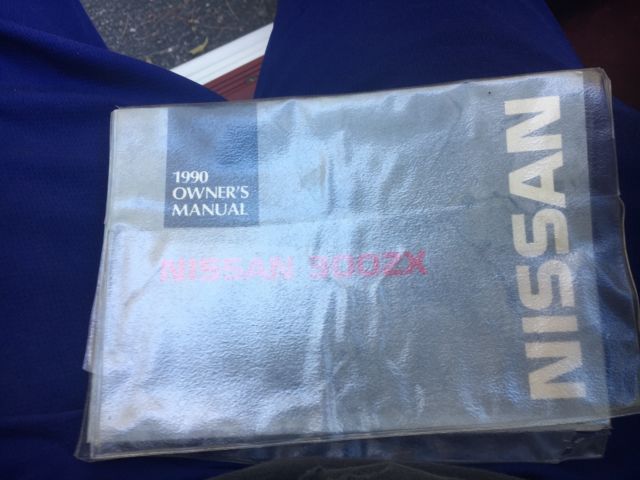 1990
OWNER'S
MANUAL
NISSAN 300ZX
NISSAN